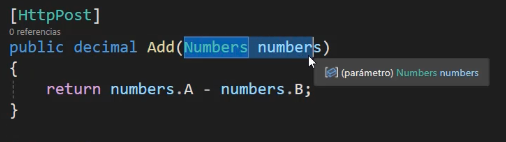 [HttpPost]
0 referencias
public decimal Add(Numbers numbers)
{
(parámetro) Numbers numbers
return numbers.A - numbers.B;
}